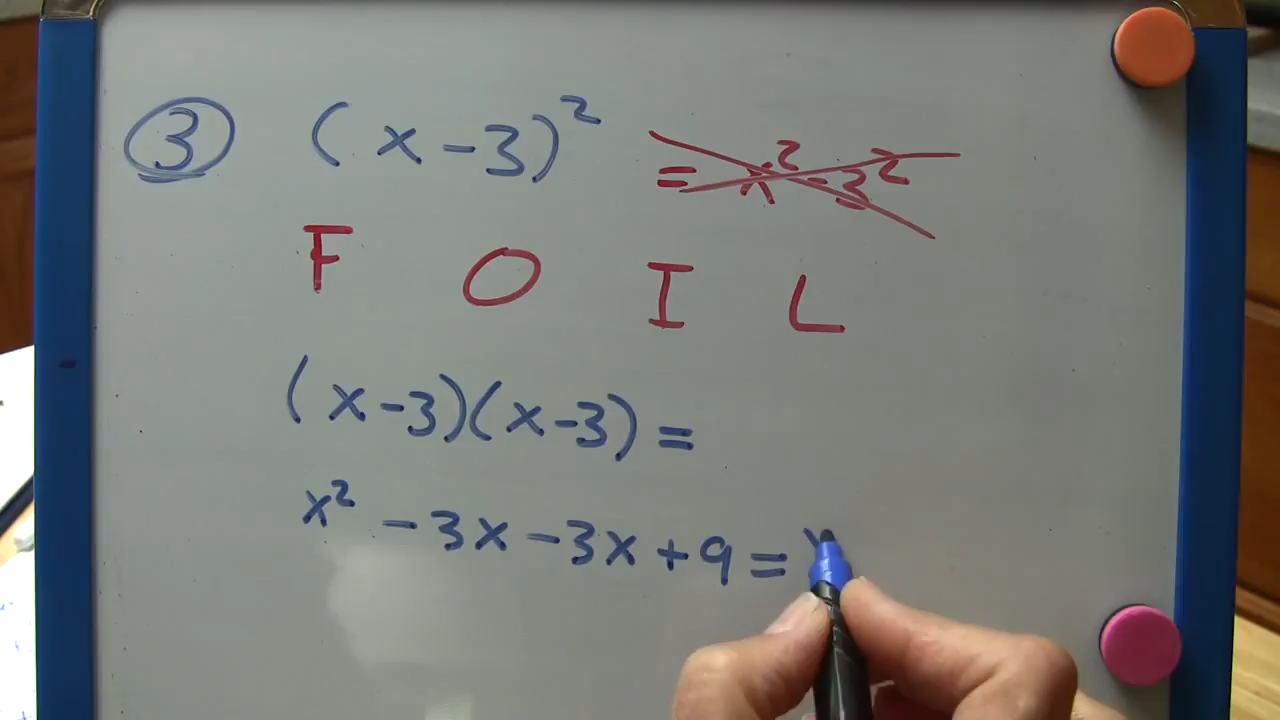 ③ (x-3)² = x² - 3²
F O I L
(x-3)(x-3) =
x² - 3x - 3x + 9 = x